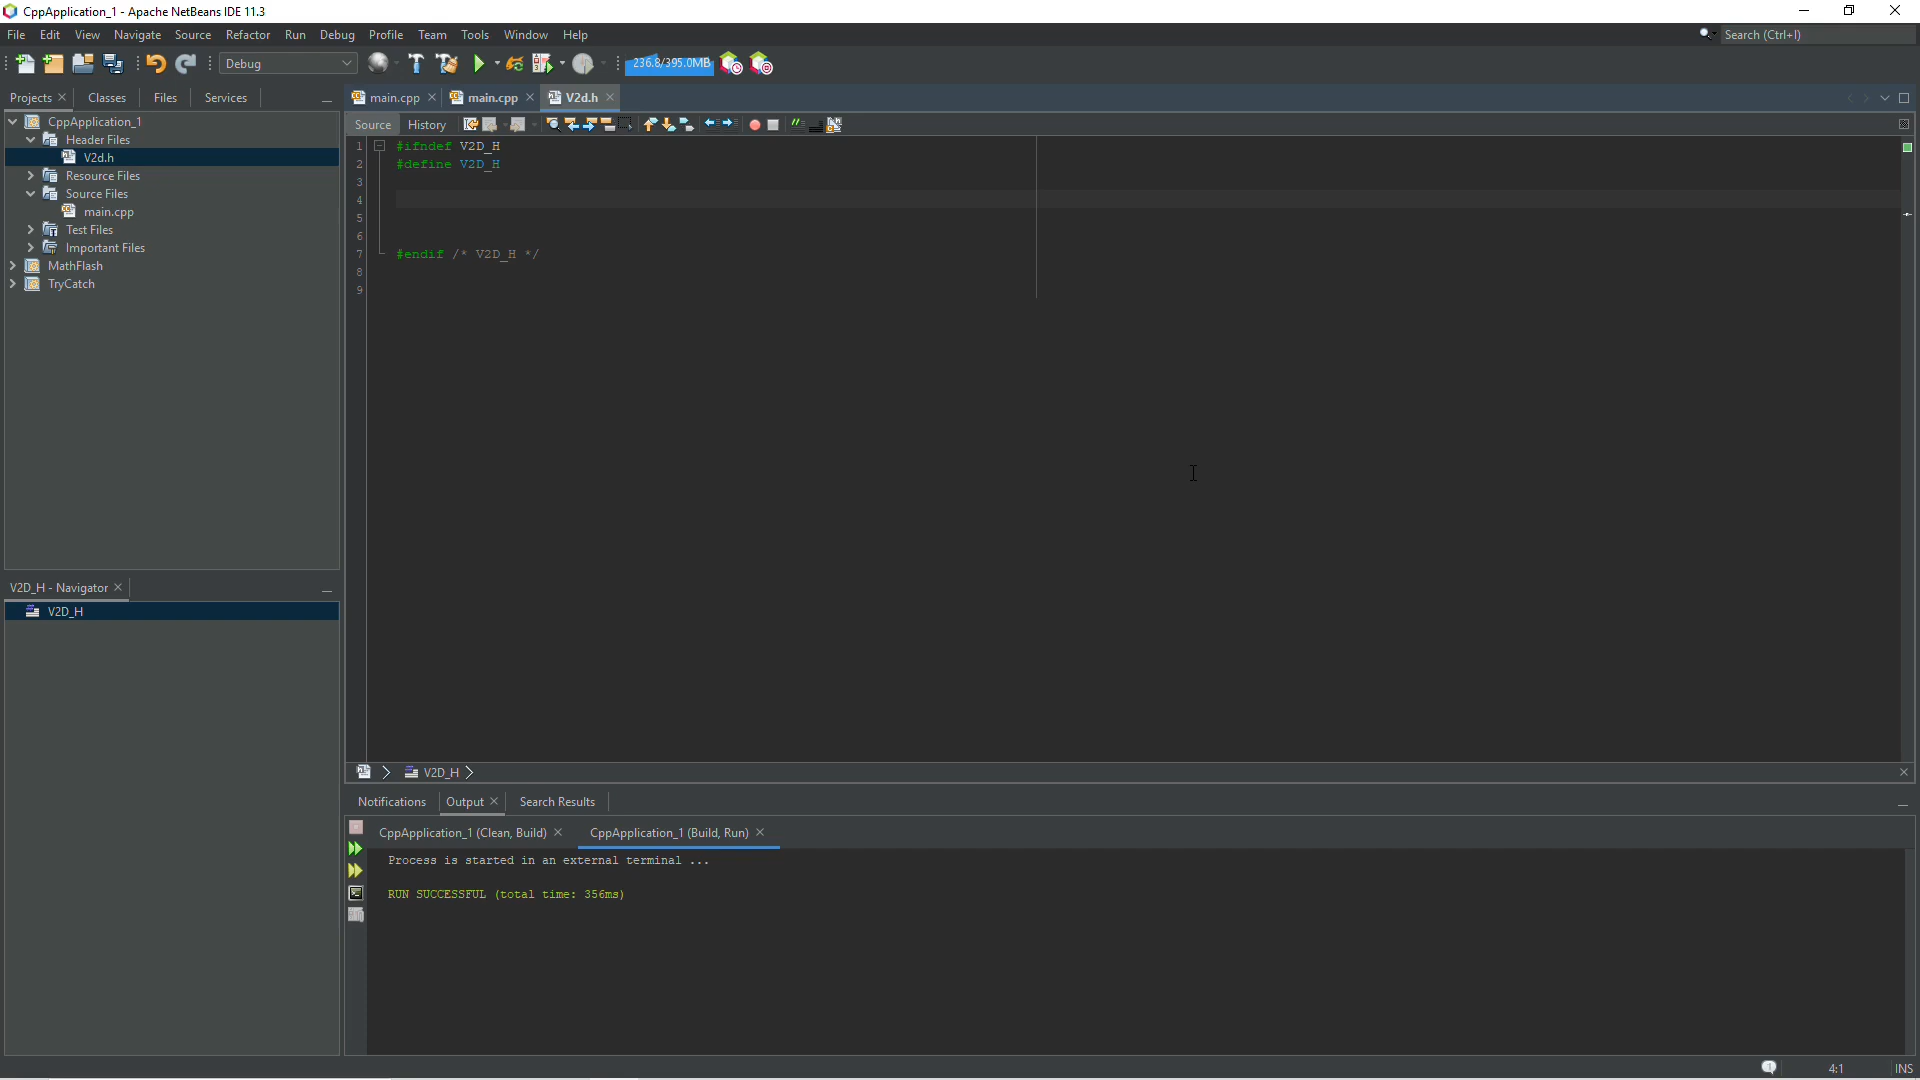 CppApplication_1 - Apache NetBeans IDE 11.3
File Edit View Navigate Source Refactor Run Debug Profile Team Tools Window Help
Search (Ctrl+I)
Debug
236.8/395.0MB
Projects Classes Files Services
CppApplication_1
Header Files
V2d.h
Resource Files
Source Files
main.cpp
Test Files
Important Files
MathFlash
TryCatch
V2D_H - Navigator
V2D_H
main.cpp main.cpp V2d.h
Source History
1 #ifndef V2D_H
2 #define V2D_H
3
4
5
6
7 #endif /* V2D_H */
8
9
V2D_H
Notifications Output Search Results
CppApplication_1 (Clean, Build) CppApplication_1 (Build, Run)
Process is started in an external terminal ...
RUN SUCCESSFUL (total time: 356ms)
4:1 INS